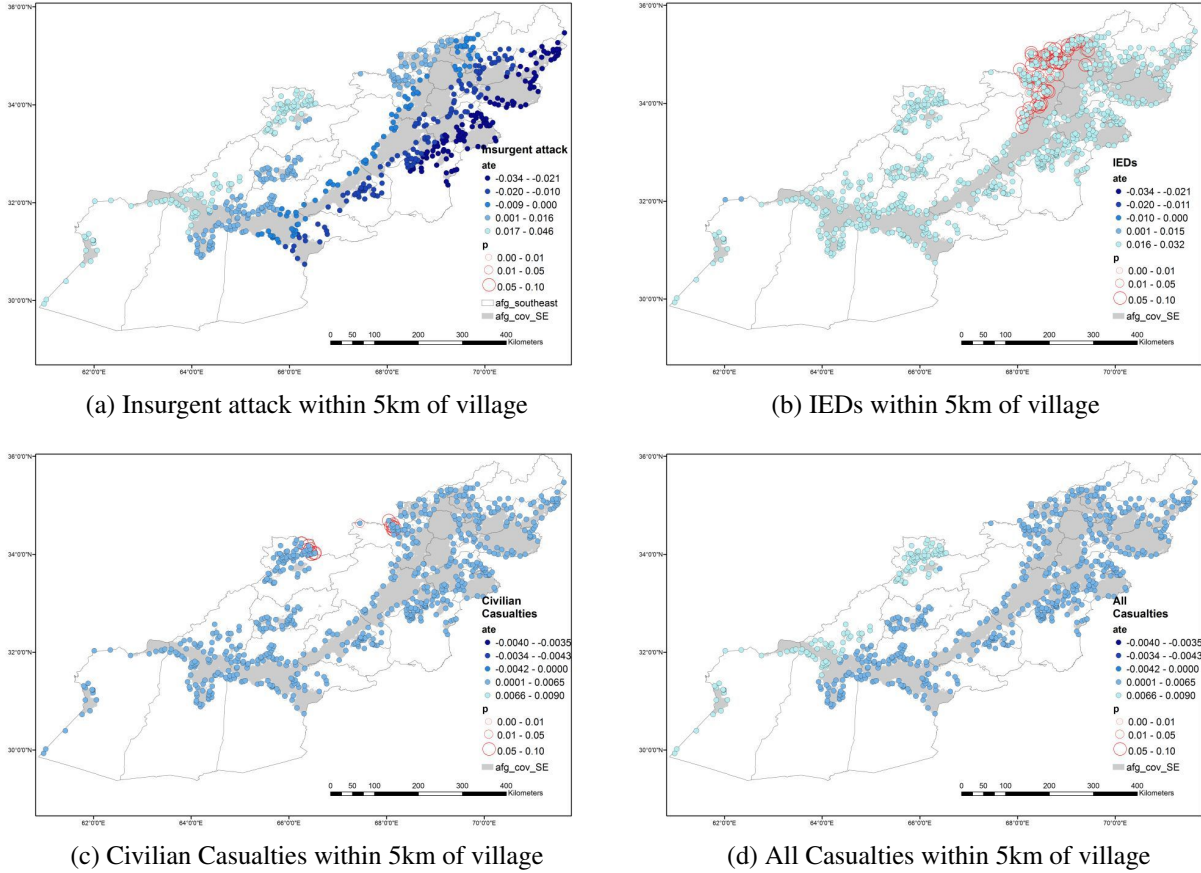 36°0'0"N
34°0'0"N
32°0'0"N
30°0'0"N
62°0'0"E 64°0'0"E 66°0'0"E 68°0'0"E 70°0'0"E
Insurgent attack
ate
-0.034 - -0.021
-0.020 - -0.010
-0.009 - 0.000
0.001 - 0.016
0.017 - 0.046
p
0.00 - 0.01
0.01 - 0.05
0.05 - 0.10
afg_southeast
afg_cov_SE
0 50 100 200 300 400
Kilometers
(a) Insurgent attack within 5km of village
36°0'0"N
34°0'0"N
32°0'0"N
30°0'0"N
62°0'0"E 64°0'0"E 66°0'0"E 68°0'0"E 70°0'0"E
IEDs
ate
-0.034 - -0.021
-0.020 - -0.011
-0.010 - 0.000
0.001 - 0.015
0.016 - 0.032
p
0.00 - 0.01
0.01 - 0.05
0.05 - 0.10
afg_cov_SE
0 50 100 200 300 400
Kilometers
(b) IEDs within 5km of village
36°0'0"N
34°0'0"N
32°0'0"N
30°0'0"N
62°0'0"E 64°0'0"E 66°0'0"E 68°0'0"E 70°0'0"E
Civilian
Casualties
ate
-0.0040 - -0.0035
-0.0034 - -0.0043
-0.0042 - 0.0000
0.0001 - 0.0065
0.0066 - 0.0090
p
0.00 - 0.01
0.01 - 0.05
0.05 - 0.10
afg_cov_SE
0 50 100 200 300 400
Kilometers
(c) Civilian Casualties within 5km of village
36°0'0"N
34°0'0"N
32°0'0"N
30°0'0"N
62°0'0"E 64°0'0"E 66°0'0"E 68°0'0"E 70°0'0"E
All
Casualties
ate
-0.0040 - -0.0035
-0.0034 - -0.0043
-0.0042 - 0.0000
0.0001 - 0.0065
0.0066 - 0.0090
p
0.00 - 0.01
0.01 - 0.05
0.05 - 0.10
afg_cov_SE
0 50 100 200 300 400
Kilometers
(d) All Casualties within 5km of village